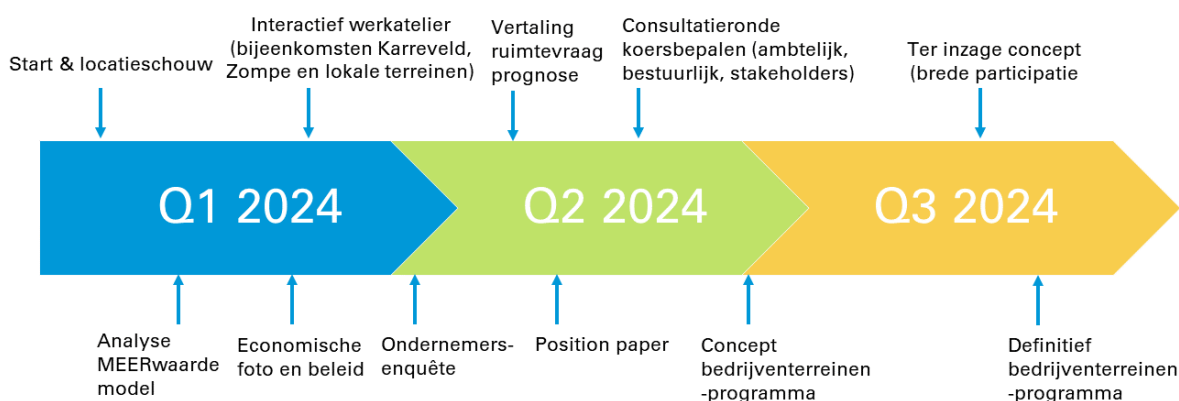 Start & locatieschouw
Interactief werkatelier
(bijeenkomsten Karreveld,
Zompe en lokale terreinen)
Vertaling
ruimtevraag
prognose
Consultatieronde
koersbepalen (ambtelijk,
bestuurlijk, stakeholders)
Ter inzage concept
(brede participatie
Q1 2024
Q2 2024
Q3 2024
Analyse
MEERwaarde
model
Economische
foto en beleid
Ondernemers-
enquête
Position paper
Concept
bedrijventerreinen
-programma
Definitief
bedrijventerreinen
-programma